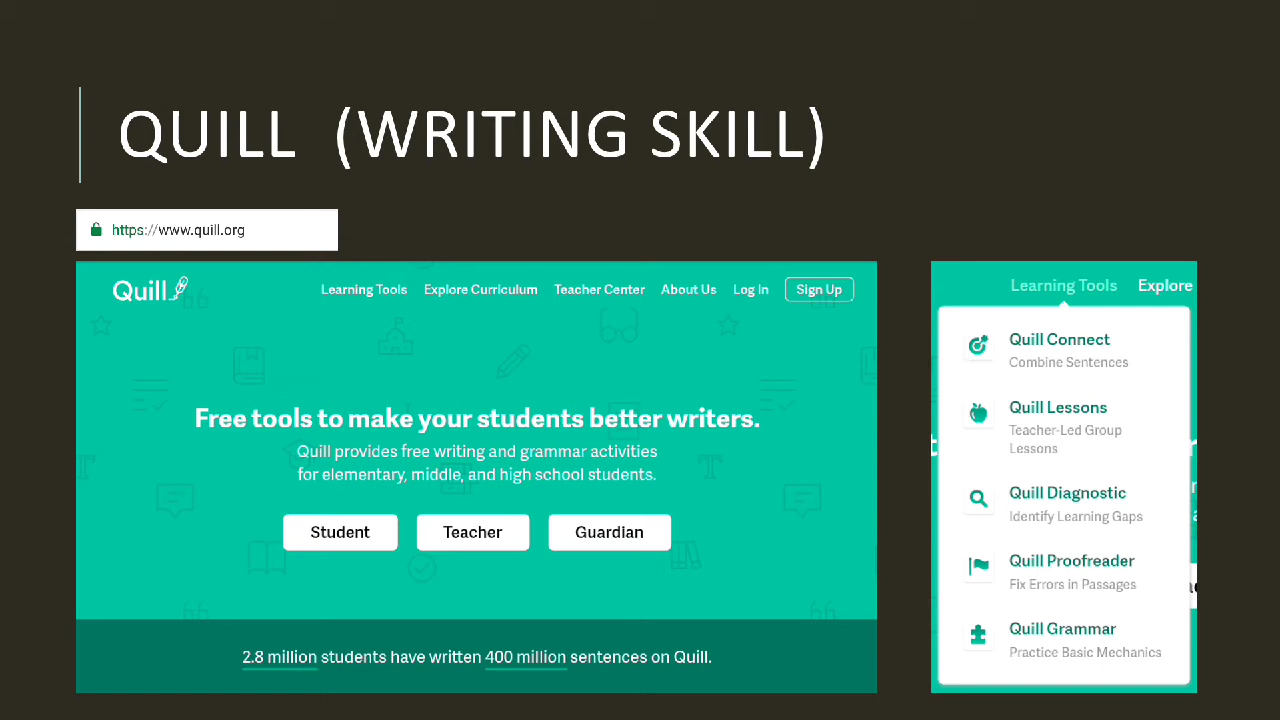 QUILL (WRITING SKILL)
https://www.quill.org
Quill
Learning Tools Explore Curriculum Teacher Center About Us Log In Sign Up
Free tools to make your students better writers.
Quill provides free writing and grammar activities
for elementary, middle, and high school students.
Student Teacher Guardian
2.8 million students have written 400 million sentences on Quill.
Learning Tools Explore
Quill Connect
Combine Sentences
Quill Lessons
Teacher-Led Group
Lessons
Quill Diagnostic
Identify Learning Gaps
Quill Proofreader
Fix Errors in Passages
Quill Grammar
Practice Basic Mechanics